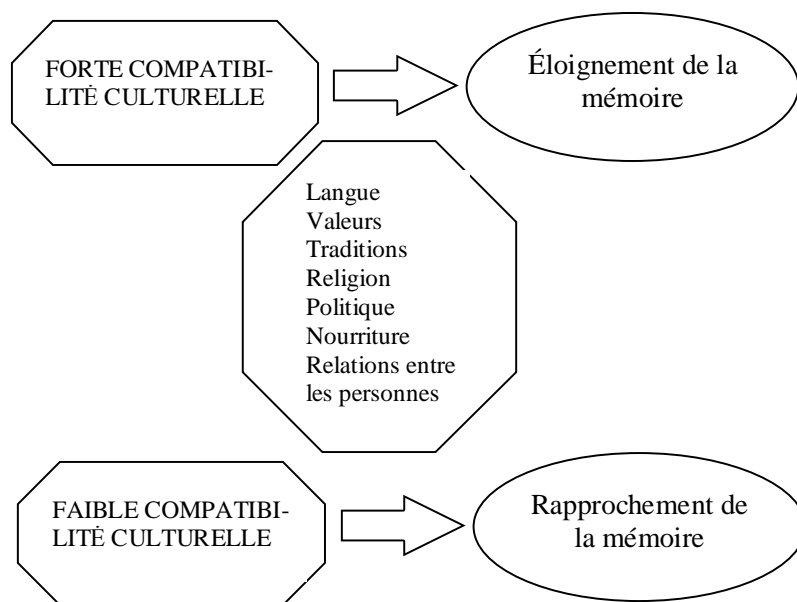 FORTE COMPATIBI-
LITÉ CULTURELLE
Éloignement de la
mémoire
Langue
Valeurs
Traditions
Religion
Politique
Nourriture
Relations entre
les personnes
FAIBLE COMPATIBI-
LITÉ CULTURELLE
Rapprochement de
la mémoire